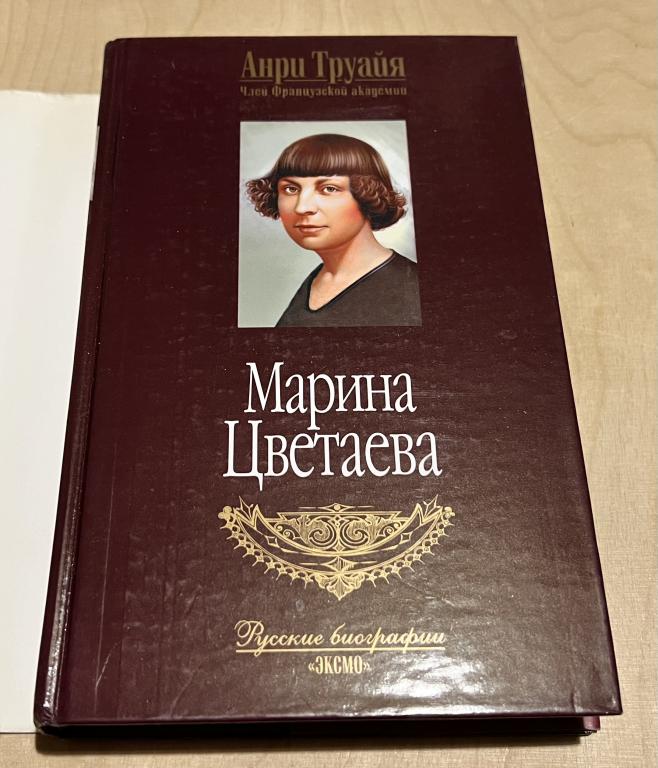 Анри Труайя
Член Французской академии
Марина
Цветаева
Русские биографии
«ЭКСМО»